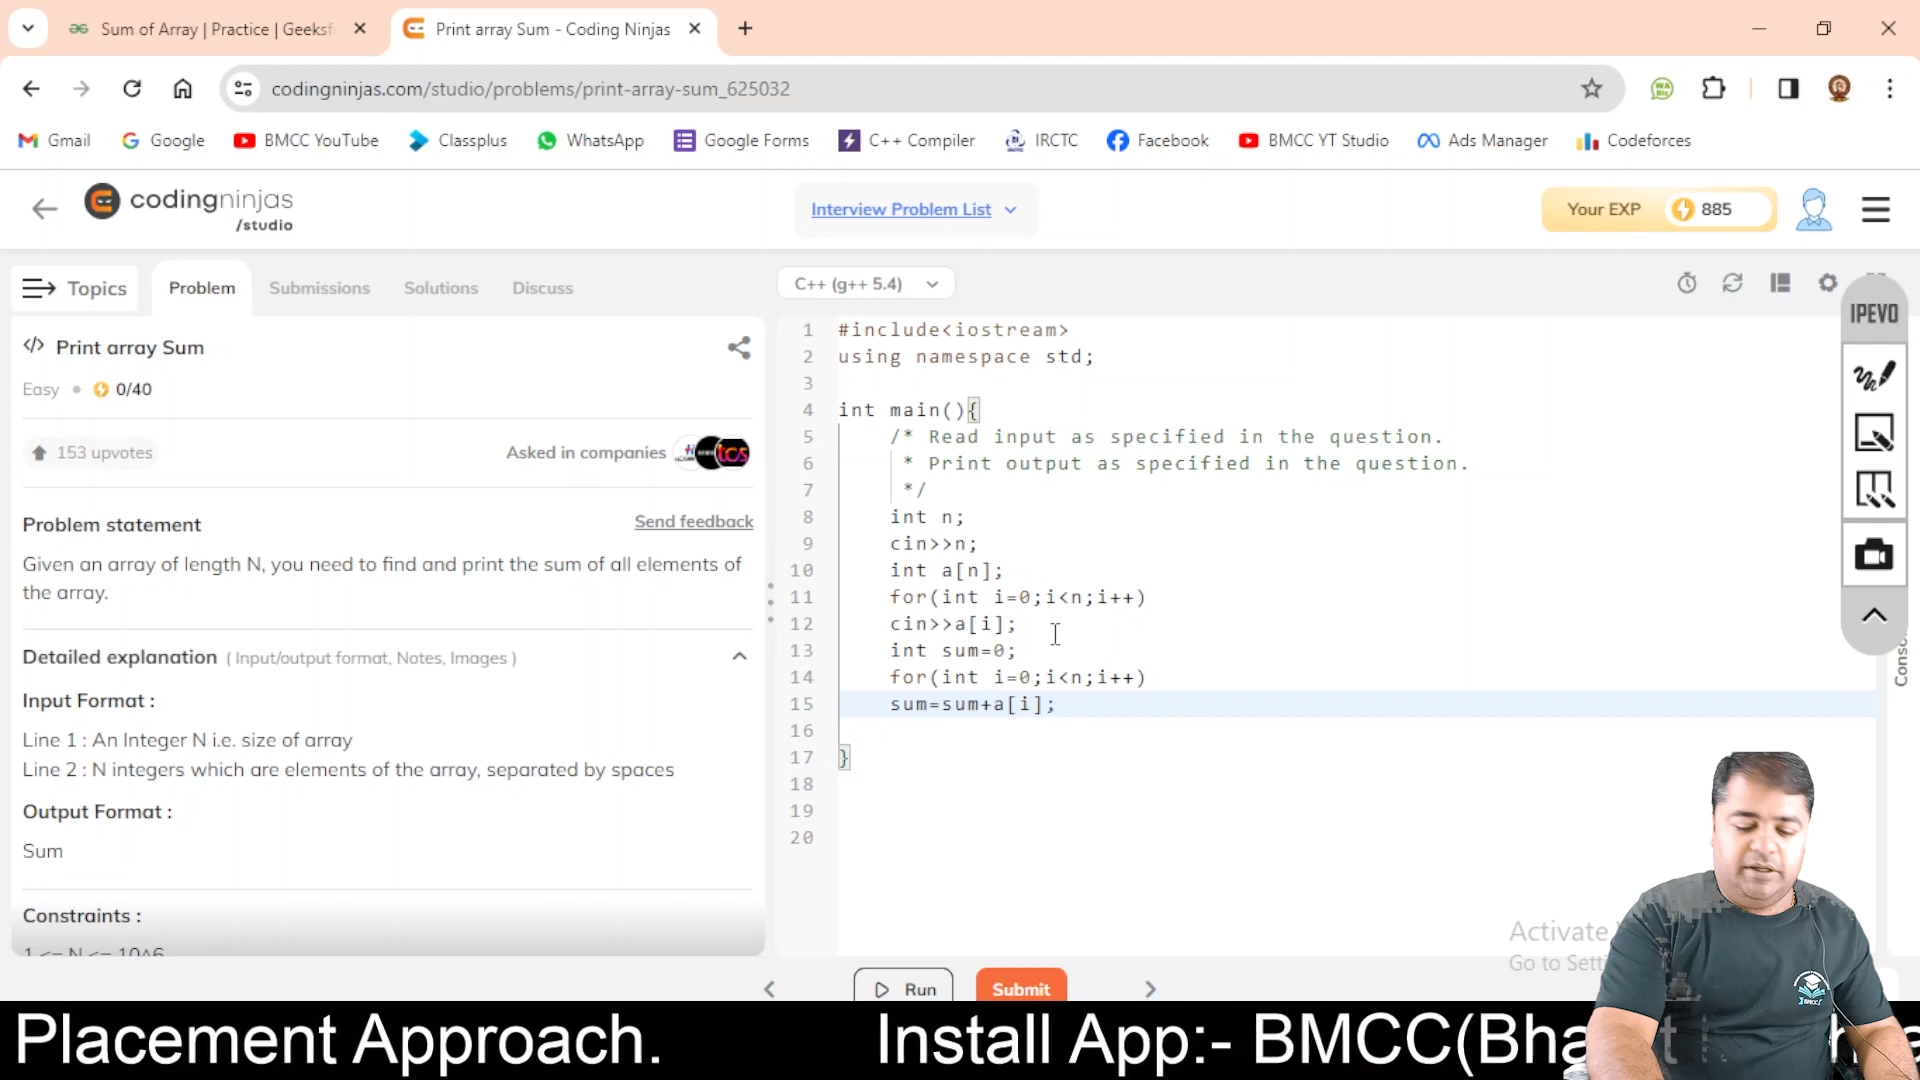 Sum of Array | Practice | Geeksf
Print array Sum - Coding Ninjas
codingninjas.com/studio/problems/print-array-sum_625032
Gmail
Google
BMCC YouTube
Classplus
WhatsApp
Google Forms
C++ Compiler
IRCTC
Facebook
BMCC YT Studio
Ads Manager
Codeforces
codingninjas
/studio
Interview Problem List
Your EXP 885
Topics
Problem
Submissions
Solutions
Discuss
C++ (g++ 5.4)
IPEVO
Print array Sum
Easy • 0/40
153 upvotes
Asked in companies
tcs
Problem statement
Send feedback
Given an array of length N, you need to find and print the sum of all elements of
the array.
Detailed explanation ( Input/output format, Notes, Images )
Input Format :
Line 1 : An Integer N i.e. size of array
Line 2 : N integers which are elements of the array, separated by spaces
Output Format :
Sum
Constraints :
1 <= N <= 10^6
1 #include<iostream>
2 using namespace std;
3
4 int main(){
5 /* Read input as specified in the question.
6 * Print output as specified in the question.
7 */
8 int n;
9 cin>>n;
10 int a[n];
11 for(int i=0;i<n;i++)
12 cin>>a[i];
13 int sum=0;
14 for(int i=0;i<n;i++)
15 sum=sum+a[i];
16
17 }
18
19
20
Conso
Activate
Go to Setti
Run
Submit
BMCC
Placement Approach.
Install App:- BMCC(Bha